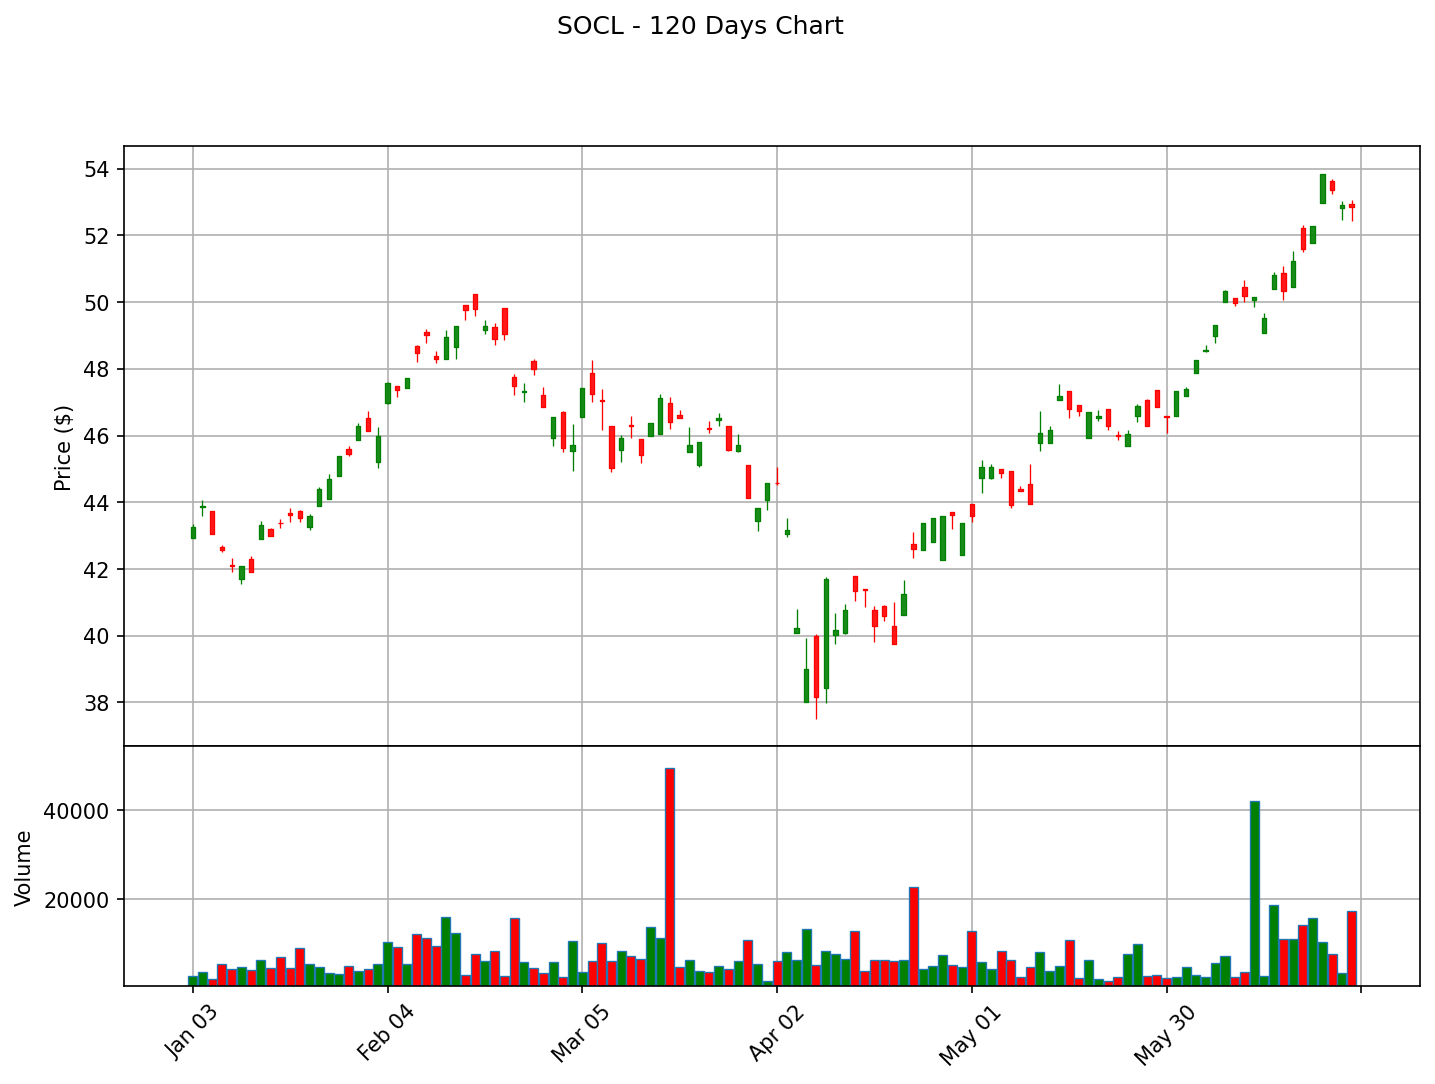 SOCL - 120 Days Chart
Price ($)
54
52
50
48
46
44
42
40
38
Volume
40000
20000
Jan 03
Feb 04
Mar 05
Apr 02
May 01
May 30